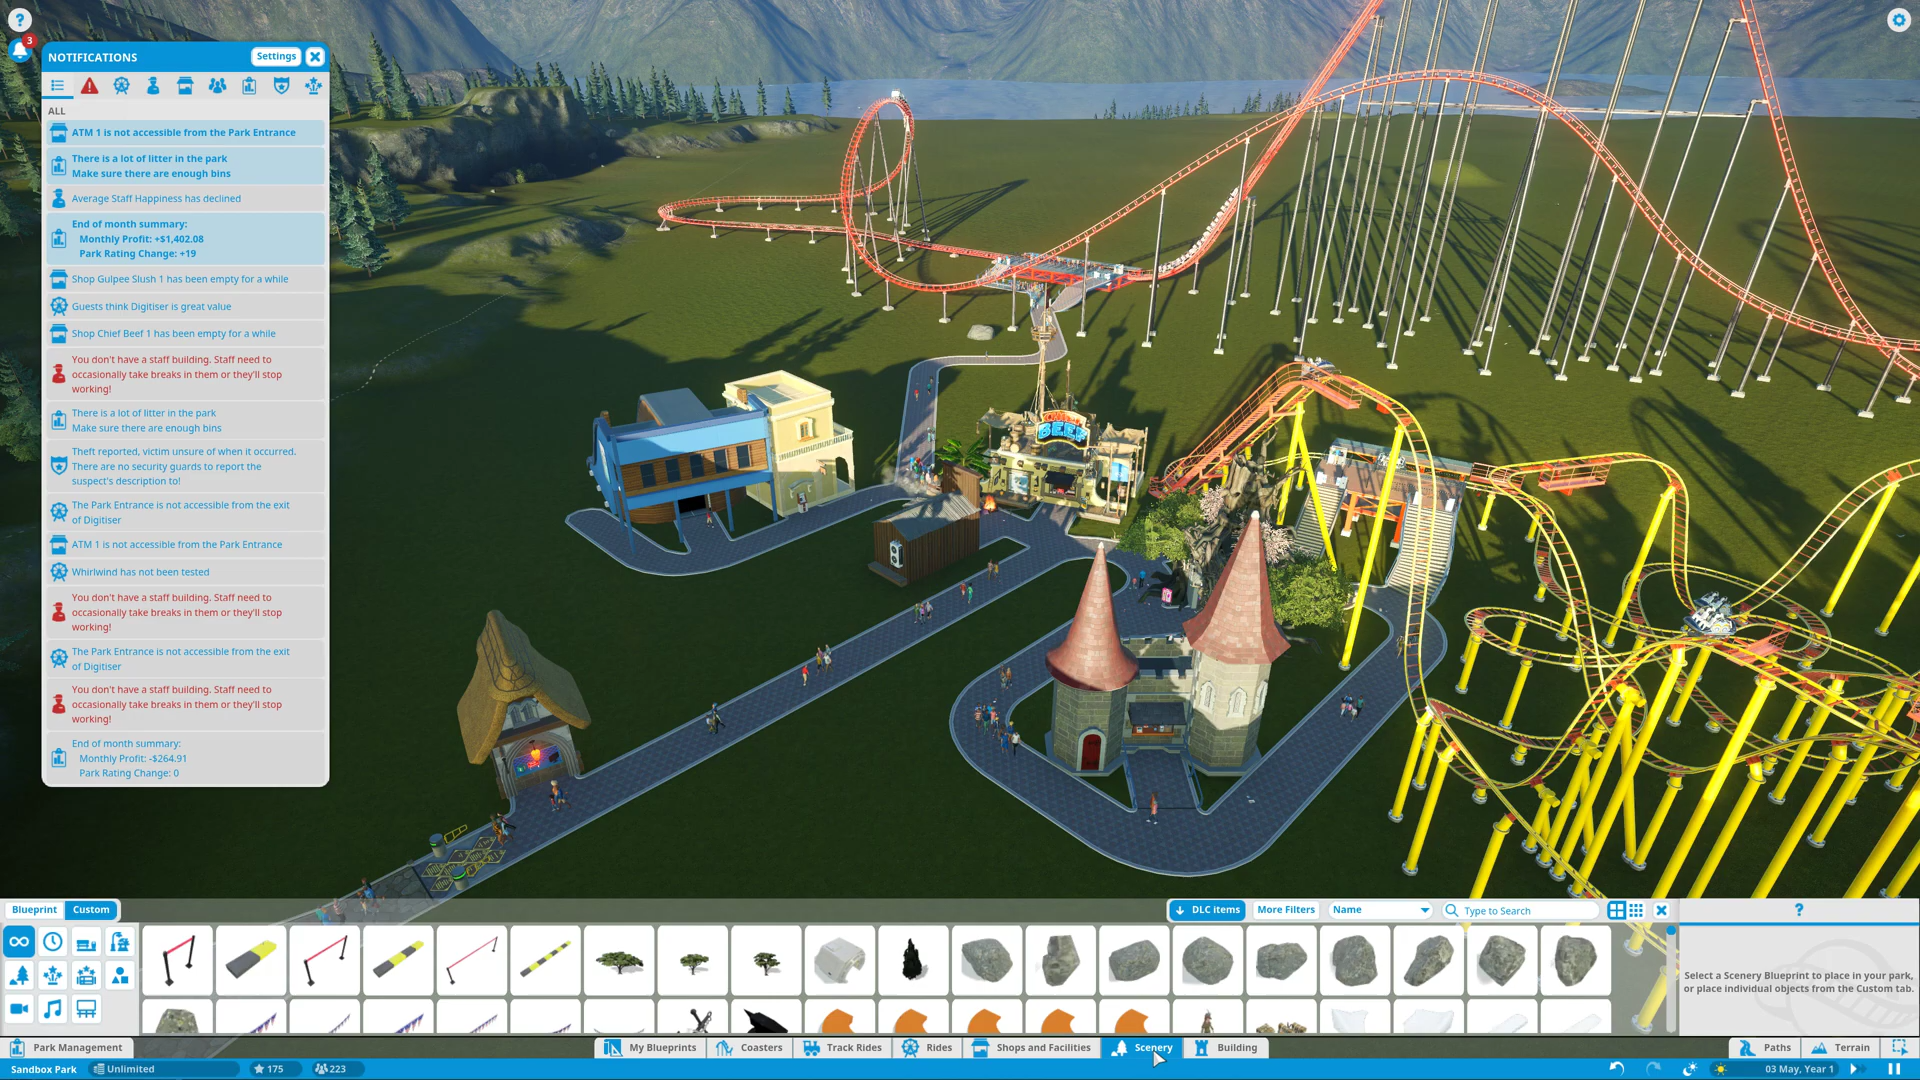 ?
3
NOTIFICATIONS
Settings
ALL
ATM 1 is not accessible from the Park Entrance
There is a lot of litter in the park
Make sure there are enough bins
Average Staff Happiness has declined
End of month summary:
Monthly Profit: +$1,402.08
Park Rating Change: +19
Shop Gulpee Slush 1 has been empty for a while
Guests think Digitiser is great value
Shop Chief Beef 1 has been empty for a while
You don't have a staff building. Staff need to
occasionally take breaks in them or they'll stop
working!
There is a lot of litter in the park
Make sure there are enough bins
Theft reported, victim unsure of when it occurred.
There are no security guards to report the
suspect's description to!
The Park Entrance is not accessible from the exit
of Digitiser
ATM 1 is not accessible from the Park Entrance
Whirlwind has not been tested
You don't have a staff building. Staff need to
occasionally take breaks in them or they'll stop
working!
The Park Entrance is not accessible from the exit
of Digitiser
You don't have a staff building. Staff need to
occasionally take breaks in them or they'll stop
working!
End of month summary:
Monthly Profit: -$264.91
Park Rating Change: 0
BEEF
Blueprint
Custom
DLC items
More Filters
Name
Type to Search
?
Select a Scenery Blueprint to place in your park,
or place individual objects from the Custom tab.
Park Management
My Blueprints
Coasters
Track Rides
Rides
Shops and Facilities
Scenery
Building
Paths
Terrain
Sandbox Park
Unlimited
175
223
03 May, Year 1